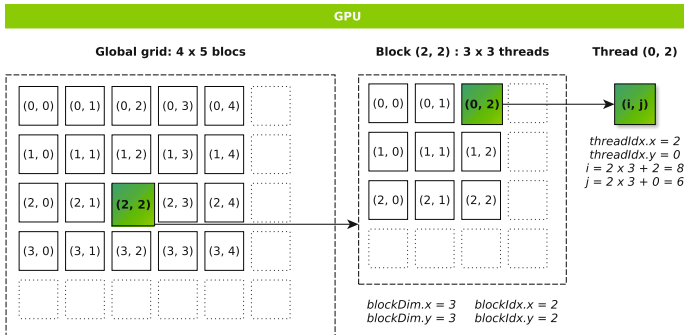 GPU
Global grid: 4 x 5 blocs
Block (2, 2) : 3 x 3 threads
Thread (0, 2)
(0, 0) (0, 1) (0, 2) (0, 3) (0, 4)
(1, 0) (1, 1) (1, 2) (1, 3) (1, 4)
(2, 0) (2, 1) (2, 2) (2, 3) (2, 4)
(3, 0) (3, 1) (3, 2) (3, 3) (3, 4)
(0, 0) (0, 1) (0, 2)
(1, 0) (1, 1) (1, 2)
(2, 0) (2, 1) (2, 2)
blockDim.x = 3 blockIdx.x = 2
blockDim.y = 3 blockIdx.y = 2
(i, j)
threadIdx.x = 2
threadIdx.y = 0
i = 2 x 3 + 2 = 8
j = 2 x 3 + 0 = 6